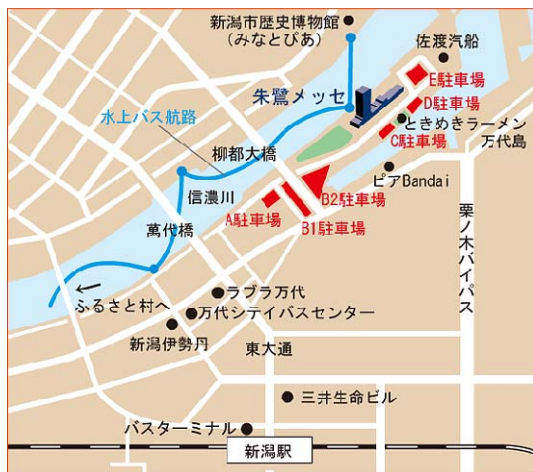 新潟市歴史博物館
(みなとぴあ)
佐渡汽船
E駐車場
朱鷺メッセ
D駐車場
ときめきラーメン
万代島
C駐車場
水上バス航路
柳都大橋
ピアBandai
信濃川
B2駐車場
A駐車場
B1駐車場
萬代橋
栗ノ木バイパス
←
ふるさと村へ
ラブラ万代
万代シテイバスセンター
新潟伊勢丹
東大通
三井生命ビル
バスターミナル
新潟駅